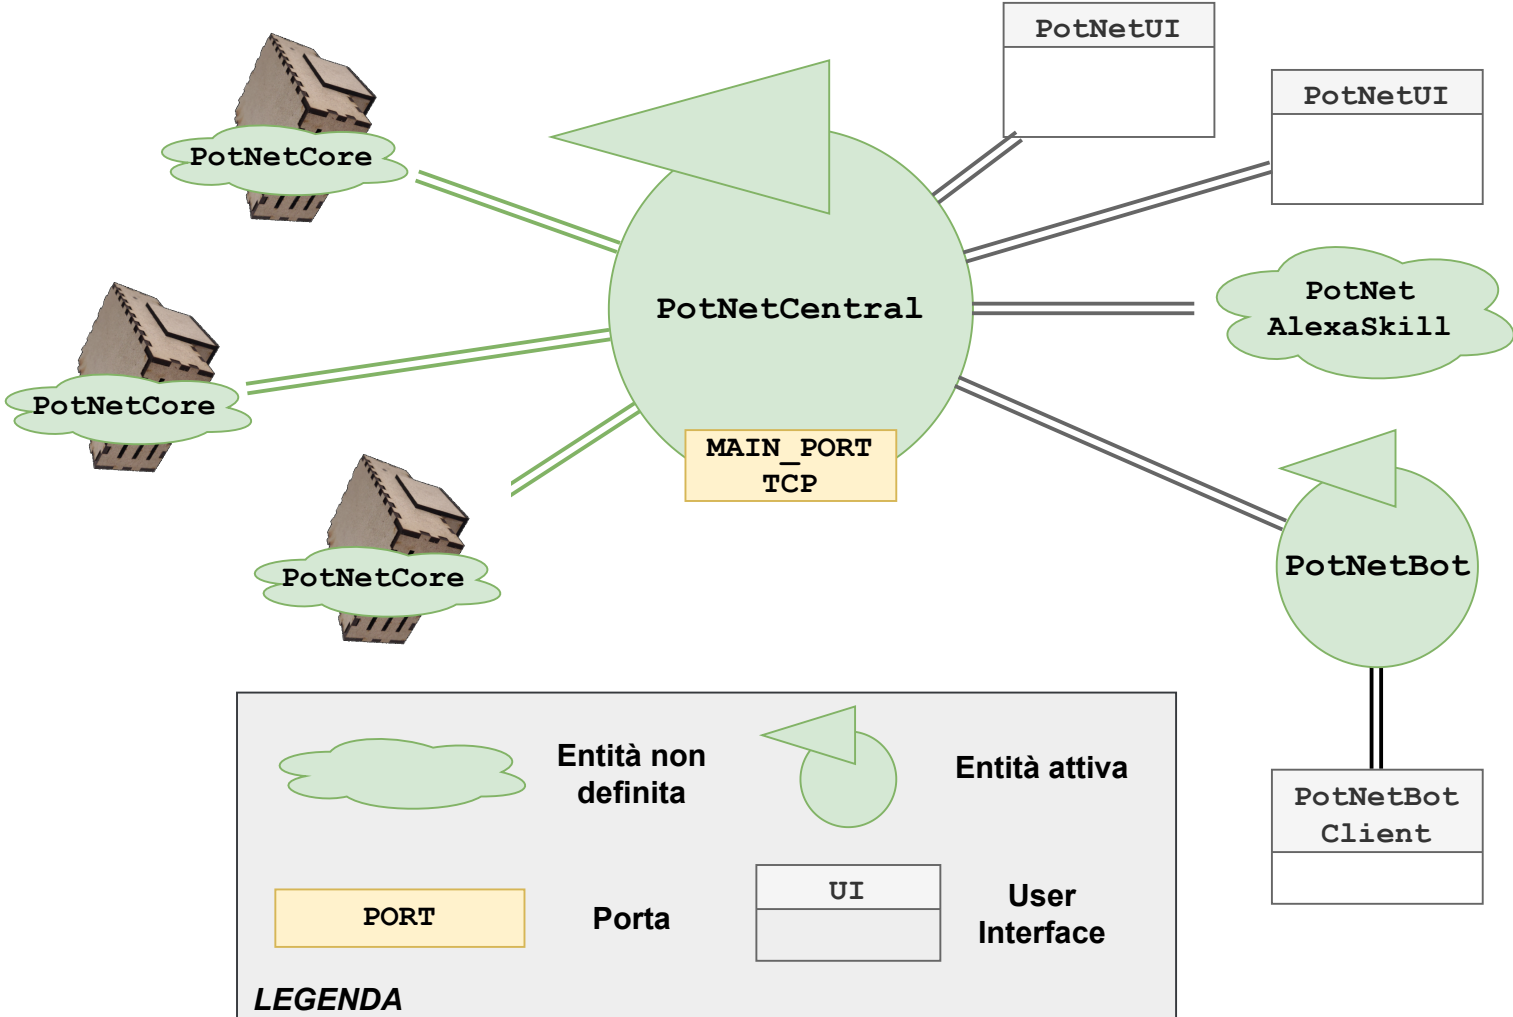 PotNetUI
PotNetUI
PotNetCore
PotNetCentral
PotNet
AlexaSkill
PotNetCore
MAIN_PORT
TCP
PotNetCore
PotNetBot
PotNetBot
Client
Entità non
definita
Entità attiva
PORT
Porta
UI
User
Interface
LEGENDA